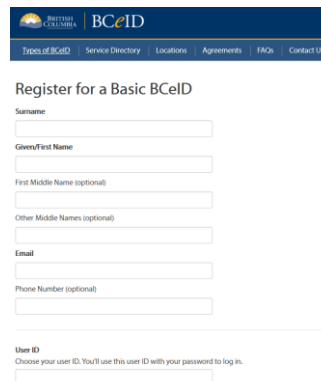 BRITISH
COLUMBIA
BCeID
Types of BCeID Service Directory Locations Agreements FAQs Contact U
Register for a Basic BCeID
Surname
Given/First Name
First Middle Name (optional)
Other Middle Names (optional)
Email
Phone Number (optional)
User ID
Choose your user ID. You'll use this user ID with your password to log in.